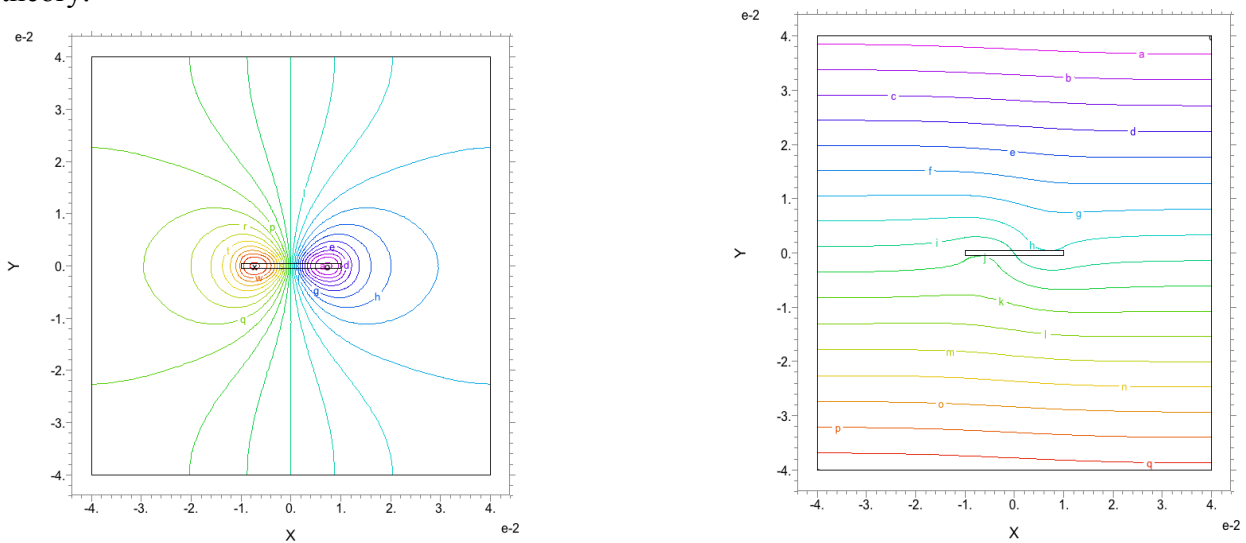 e-2
4.
3.
2.
1.
0.
-1.
-2.
-3.
-4.
Y
l
r
p
e
t
d
x
o
w
g
h
q
-4.
-3.
-2.
-1.
0.
1.
2.
3.
4.
e-2
X
e-2
4.
3.
2.
1.
0.
-1.
-2.
-3.
-4.
Y
a
b
c
d
e
f
g
h
i
j
k
l
m
n
o
p
q
-4.
-3.
-2.
-1.
0.
1.
2.
3.
4.
e-2
X